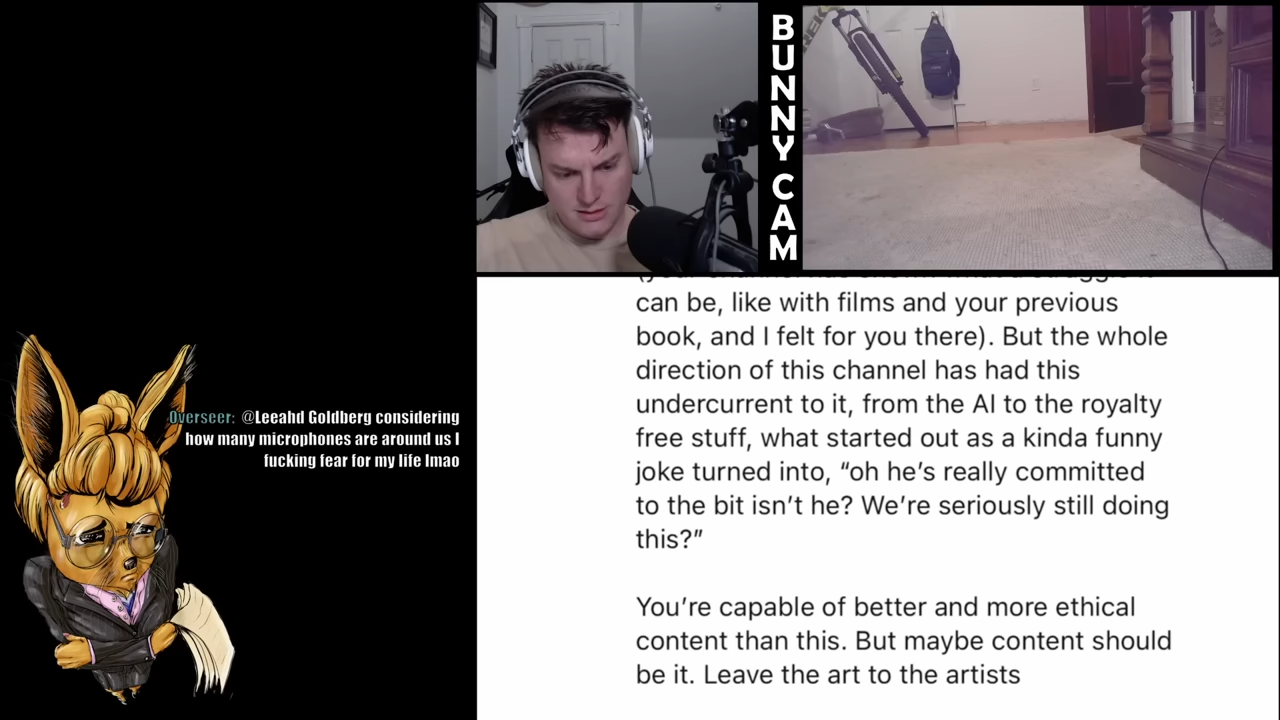 BUNNY CAM
Overseer: @Leeahd Goldberg considering
how many microphones are around us I
fucking fear for my life lmao
can be, like with films and your previous
book, and I felt for you there). But the whole
direction of this channel has had this
undercurrent to it, from the AI to the royalty
free stuff, what started out as a kinda funny
joke turned into, “oh he’s really committed
to the bit isn’t he? We’re seriously still doing
this?”
You’re capable of better and more ethical
content than this. But maybe content should
be it. Leave the art to the artists